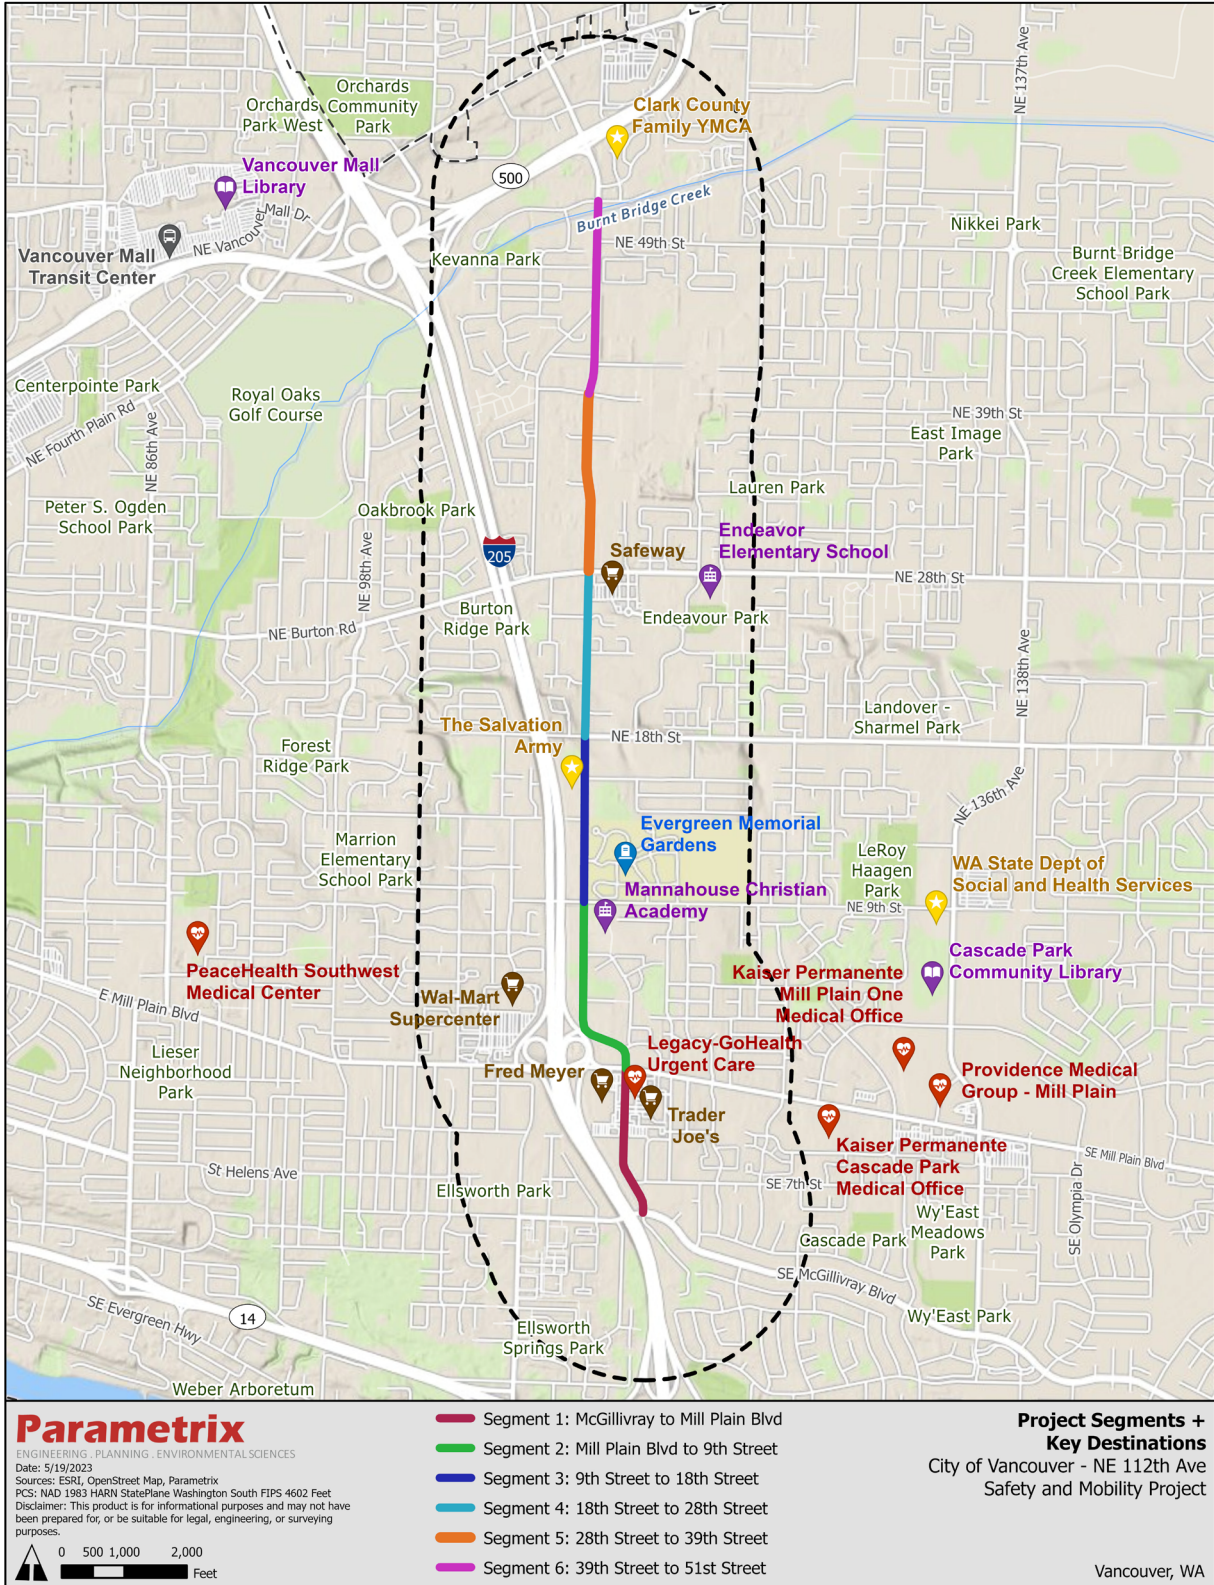 Orchards
Park West
Orchards
Community
Park
Clark County
Family YMCA
NE 137th Ave
Vancouver Mall
Library
500
Mall Dr
NE Vancouver
Burnt Bridge Creek
Nikkei Park
Vancouver Mall
Transit Center
Kevanna Park
NE 49th St
Burnt Bridge
Creek Elementary
School Park
Centerpointe Park
NE Fourth Plain Rd
NE 86th Ave
Royal Oaks
Golf Course
NE 39th St
East Image
Park
Peter S. Ogden
School Park
Oakbrook Park
Lauren Park
Endeavor
Elementary School
Safeway
205
NE 98th Ave
NE 28th St
Burton
Ridge Park
Endeavour Park
NE Burton Rd
NE 138th Ave
The Salvation
Army
NE 18th St
Landover -
Sharmel Park
Forest
Ridge Park
NE 136th Ave
Evergreen Memorial
Gardens
Marrion
Elementary
School Park
LeRoy
Haagen
Park
WA State Dept of
Social and Health Services
Mannahouse Christian
Academy
NE 9th St
PeaceHealth Southwest
Medical Center
E Mill Plain Blvd
Wal-Mart
Supercenter
Kaiser Permanente
Mill Plain One
Medical Office
Cascade Park
Community Library
Lieser
Neighborhood
Park
Fred Meyer
Legacy-GoHealth
Urgent Care
Trader
Joe's
Providence Medical
Group - Mill Plain
Kaiser Permanente
Cascade Park
Medical Office
SE Mill Plain Blvd
St Helens Ave
Ellsworth Park
SE 7th St
SE Olympia Dr
Wy'East
Meadows
Park
Cascade Park
SE McGillivray Blvd
SE Evergreen Hwy
14
Ellsworth
Springs Park
Wy'East Park
Weber Arboretum
Parametrix
ENGINEERING . PLANNING . ENVIRONMENTAL SCIENCES
Date: 5/19/2023
Sources: ESRI, OpenStreet Map, Parametrix
PCS: NAD 1983 HARN StatePlane Washington South FIPS 4602 Feet
Disclaimer: This product is for informational purposes and may not have
been prepared for, or be suitable for legal, engineering, or surveying
purposes.
0 500 1,000 2,000
Feet
Segment 1: McGillivray to Mill Plain Blvd
Segment 2: Mill Plain Blvd to 9th Street
Segment 3: 9th Street to 18th Street
Segment 4: 18th Street to 28th Street
Segment 5: 28th Street to 39th Street
Segment 6: 39th Street to 51st Street
Project Segments +
Key Destinations
City of Vancouver - NE 112th Ave
Safety and Mobility Project
Vancouver, WA